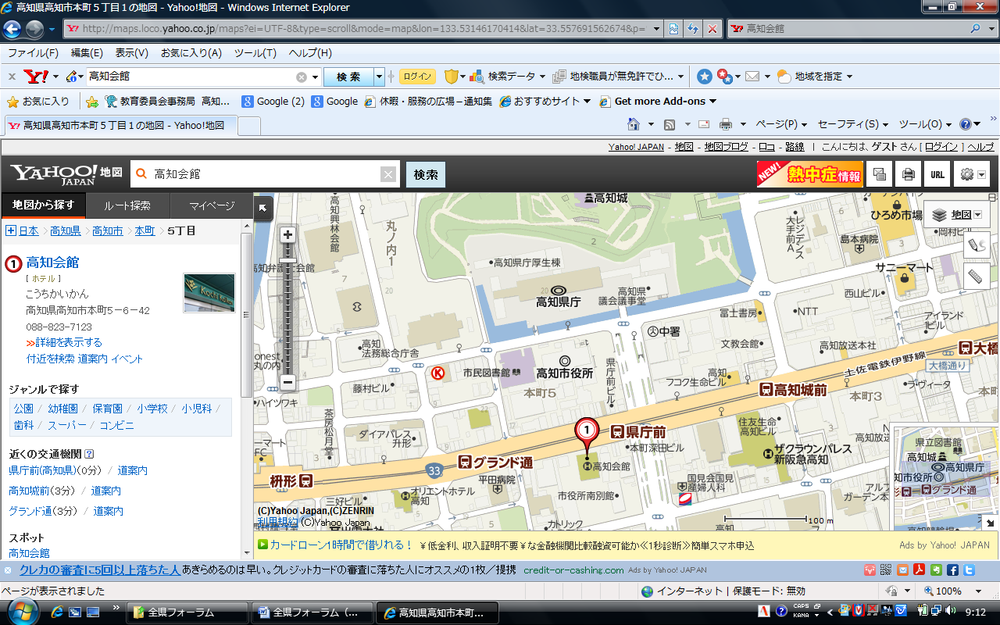 高知県高知市本町５丁目１の地図 - Yahoo!地図 - Windows Internet Explorer
http://maps.loco.yahoo.co.jp/maps?ei=UTF-8&type=scroll&mode=map&lon=133.53146170414&lat=33.557691562674&p=
高知会館
ファイル(F) 編集(E) 表示(V) お気に入り(A) ツール(T) ヘルプ(H)
Y! 高知会館 検索 ログイン 検索データ 地検職員が無免許でひ... 地域を指定
お気に入り 教育委員会事務局 高知... Google (2) Google 休暇・服務の広場－通知集 おすすめサイト Get more Add-ons
高知県高知市本町５丁目１の地図 - Yahoo!地図
ページ(P) セーフティ(S) ツール(O)
Yahoo! JAPAN - 地図 - 地図ブログ - ロコ - 路線 | こんにちは、ゲストさん [ ログイン ] ヘルプ
YAHOO! JAPAN 地図 高知会館 検索
NEW! 熱中症情報 URL
地図から探す ルート探索 マイページ
日本 > 高知県 > 高知市 > 本町 > 5丁目
1 高知会館
[ ホテル ]
こうちかいかん
高知県高知市本町5－6－42
088-823-7123
>>詳細を表示する
付近を検索 道案内 イベント
ジャンルで探す
公園 / 幼稚園 / 保育園 / 小学校 / 小児科 /
歯科 / スーパー / コンビニ
近くの交通機関
県庁前(高知県)(0分) / 道案内
高知城前(3分) / 道案内
グランド通(3分) / 道案内
スポット
高知会館
高知城
ひろめ市場
地図
岡村ビル
高知興林会館
丸ノ内1
レジデンス大手前A
島本病院
高知県庁厚生棟
サニーマート
高知県庁
高知県議会議事堂
西山ビル
NTT
富士書房
アイランドビル
中署
文教会館
高知放送本社
大橋
高知法務総合庁舎
土佐電鉄伊野線
大橋通り
市民図書館
高知市役所
県庁前ビル
高知フコク生命ビル
藤村ビル
本町5
高知城前
本町3
ラ・ヴィータ
ハイツワキ
茶房松月堂
ダイアパレス升形
1
県庁前
住友生命高知ビル
本町深田ビル
ザクラウンパレス新阪急高知
33
グランド通
高知会館
枡形
平田病院
国見会国見産婦人科
オリエントホテル高知
市役所南別館
三好ビル
カトリック
100 m
県立図書館
高知城
高知県庁
知市役所
グランド通
(C)Yahoo Japan,(C)ZENRIN
利用規約 (C)Yahoo Japan
カードローン1時間で借りれる！ ￥低金利、収入証明不要￥な金融機関比較融資可能か≪1秒診断≫簡単スマホ申込
Ads by Yahoo! JAPAN
クレカの審査に5回以上落ちた人 あきらめるのは早い。クレジットカードの審査に落ちた人にオススメの1枚／提携 credit-or-cashing.com Ads by Yahoo! JAPAN
ページが表示されました
インターネット | 保護モード: 無効
100%
全県フォーラム
全県フォーラム（...
高知県高知市本町...
A
CAPS
KANA
9:12